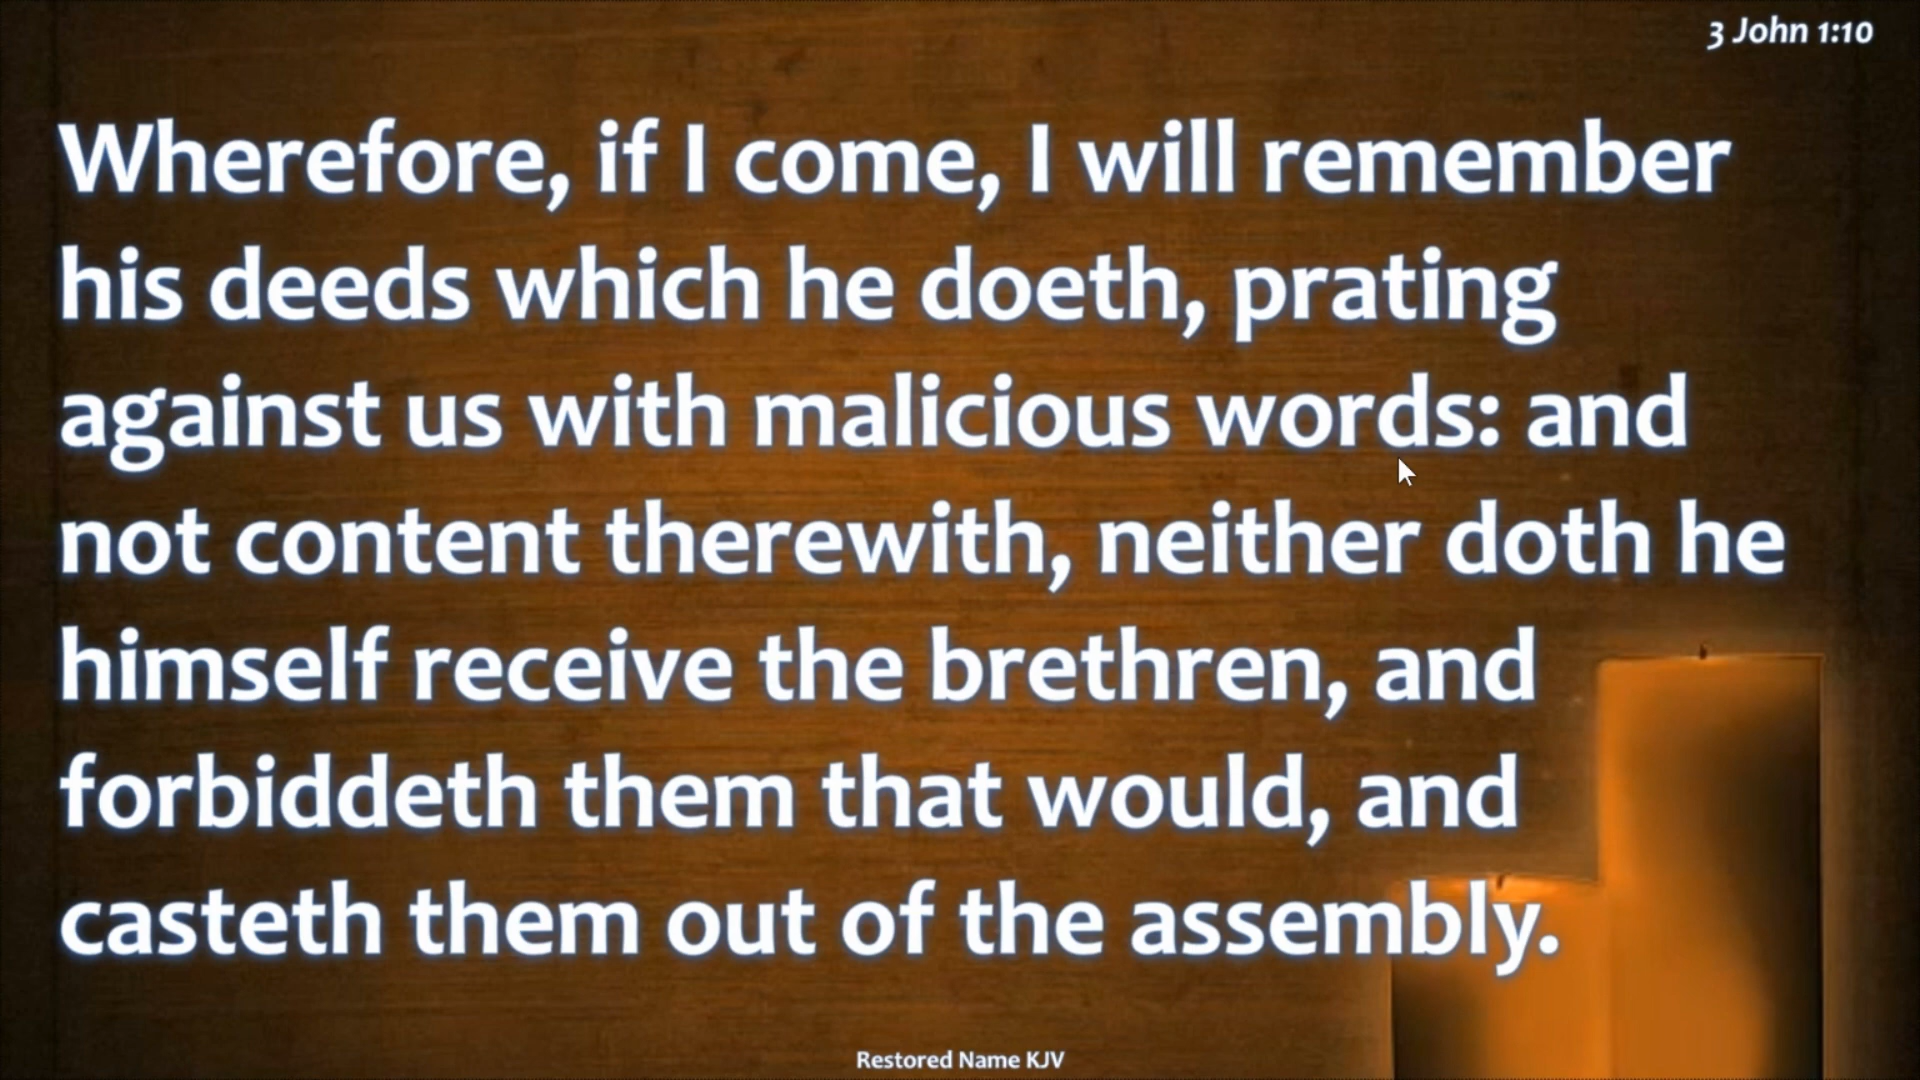 3 John 1:10
Wherefore, if I come, I will remember
his deeds which he doeth, prating
against us with malicious words: and
not content therewith, neither doth he
himself receive the brethren, and
forbiddeth them that would, and
casteth them out of the assembly.
Restored Name KJV